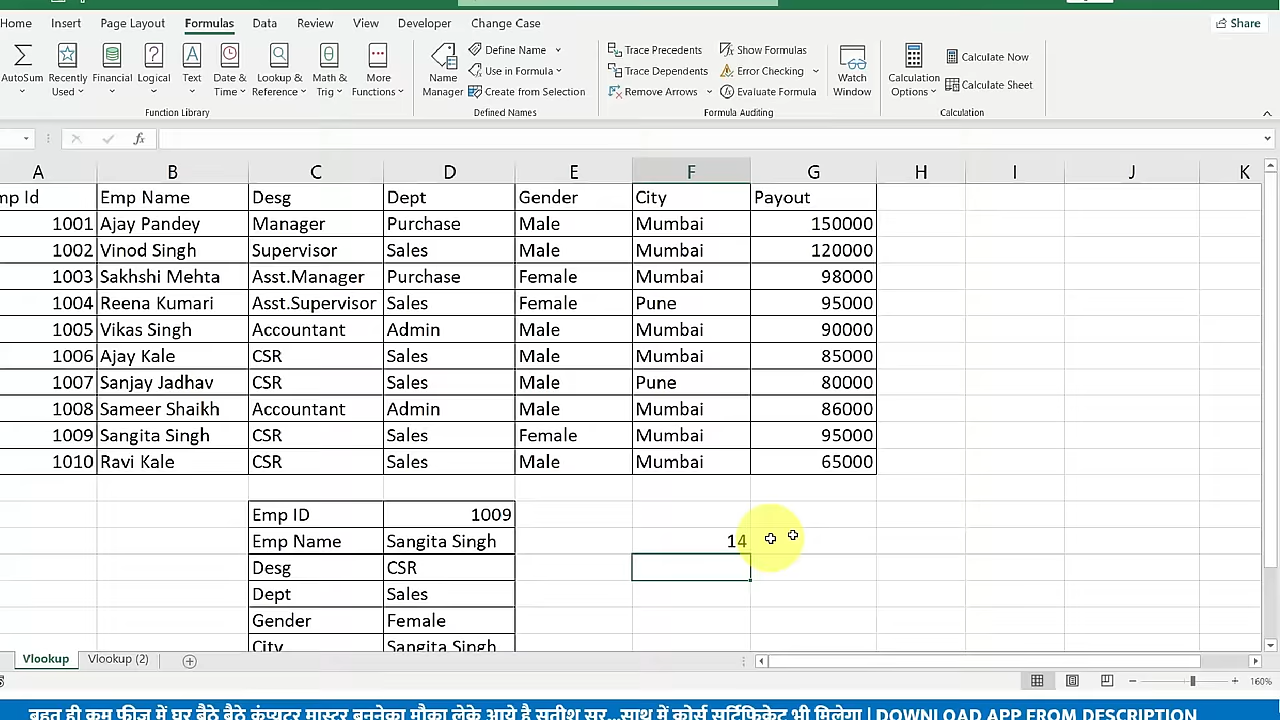 Home Insert Page Layout Formulas Data Review View Developer Change Case Share
AutoSum Recently Used Financial Logical Text Date & Time Lookup & Reference Math & Trig More Functions
Function Library
Name Manager
Define Name
Use in Formula
Create from Selection
Defined Names
Trace Precedents Show Formulas
Trace Dependents Error Checking
Remove Arrows Evaluate Formula
Watch Window
Formula Auditing
Calculation Options
Calculate Now
Calculate Sheet
Calculation
fx
A B C D E F G H I J K
mp Id Emp Name Desg Dept Gender City Payout
1001 Ajay Pandey Manager Purchase Male Mumbai 150000
1002 Vinod Singh Supervisor Sales Male Mumbai 120000
1003 Sakhshi Mehta Asst.Manager Purchase Female Mumbai 98000
1004 Reena Kumari Asst.Supervisor Sales Female Pune 95000
1005 Vikas Singh Accountant Admin Male Mumbai 90000
1006 Ajay Kale CSR Sales Male Mumbai 85000
1007 Sanjay Jadhav CSR Sales Male Pune 80000
1008 Sameer Shaikh Accountant Admin Male Mumbai 86000
1009 Sangita Singh CSR Sales Female Mumbai 95000
1010 Ravi Kale CSR Sales Male Mumbai 65000
Emp ID 1009
Emp Name Sangita Singh 14
Desg CSR
Dept Sales
Gender Female
City Sangita Singh
Vlookup Vlookup (2)
160%
बहुत ही कम फीज में घर बैठे बैठे कंप्यूटर मास्टर बननेका मौका लेके आये है सतीश सर...साथ में कोर्स सर्टिफिकेट भी मिलेगा | DOWNLOAD APP FROM DESCRIPTION